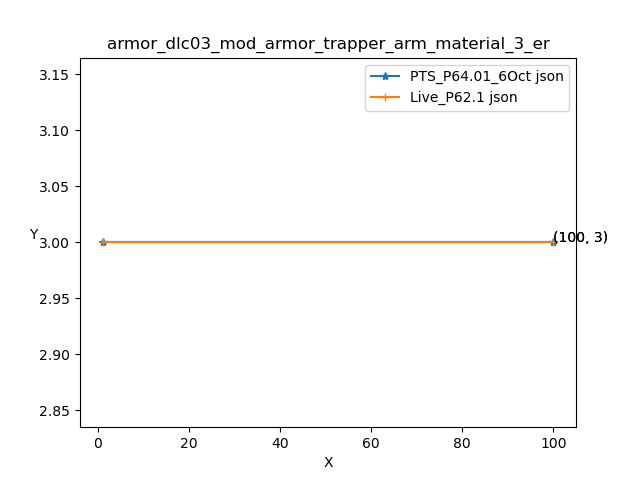 armor_dlc03_mod_armor_trapper_arm_material_3_er
PTS_P64.01_6Oct json
Live_P62.1 json
3.15
3.10
3.05
3.00
2.95
2.90
2.85
Y
(100, 3)
0
20
40
60
80
100
X